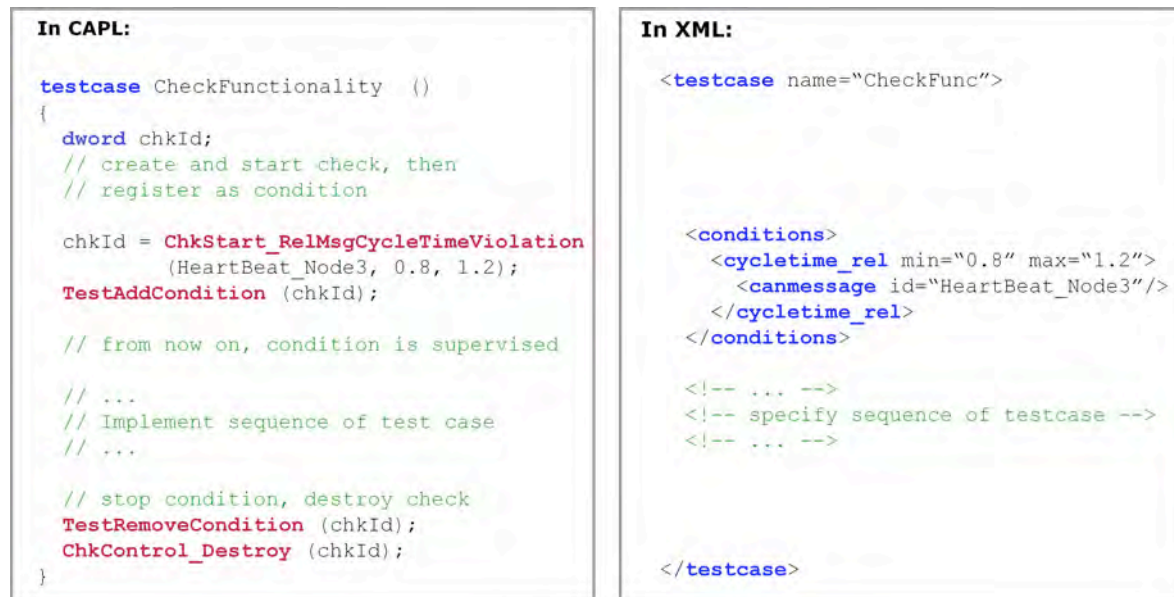 In CAPL:
testcase CheckFunctionality ()
{
dword chkId;
// create and start check, then
// register as condition
chkId = ChkStart_RelMsgCycleTimeViolation
(HeartBeat_Node3, 0.8, 1.2);
TestAddCondition (chkId);
// from now on, condition is supervised
// ...
// Implement sequence of test case
// ...
// stop condition, destroy check
TestRemoveCondition (chkId);
ChkControl_Destroy (chkId);
}
In XML:
<testcase name=“CheckFunc”>
<conditions>
<cycletime_rel min=“0.8” max=“1.2”>
<canmessage id=“HeartBeat_Node3”/>
</cycletime_rel>
</conditions>
<!-- ... -->
<!-- specify sequence of testcase -->
<!-- ... -->
</testcase>